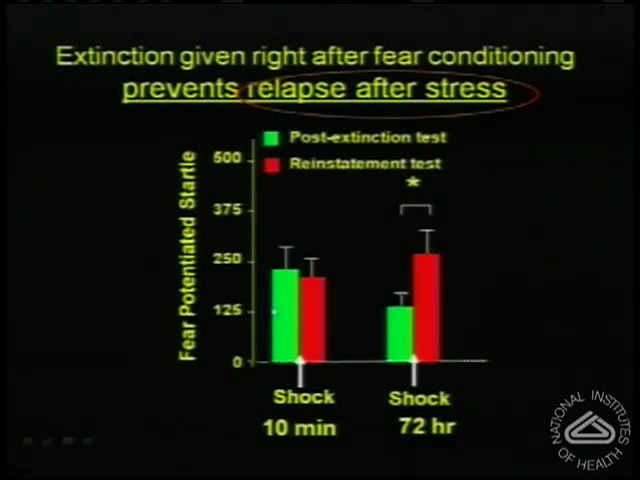 Extinction given right after fear conditioning
prevents relapse after stress
Post-extinction test
Reinstatement test
*
Fear Potentiated Startle
500
375
250
125
0
Shock
Shock
10 min
72 hr
NATIONAL INSTITUTES
OF HEALTH